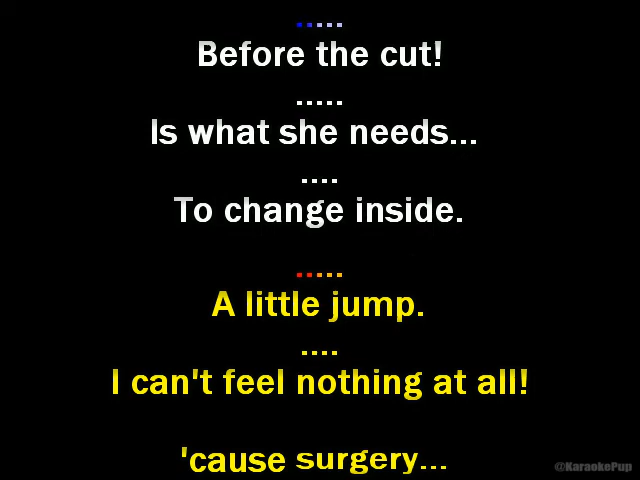 .....
Before the cut!
.....
Is what she needs...
....
To change inside.
.....
A little jump.
....
I can't feel nothing at all!
'cause surgery...
@KaraokePup